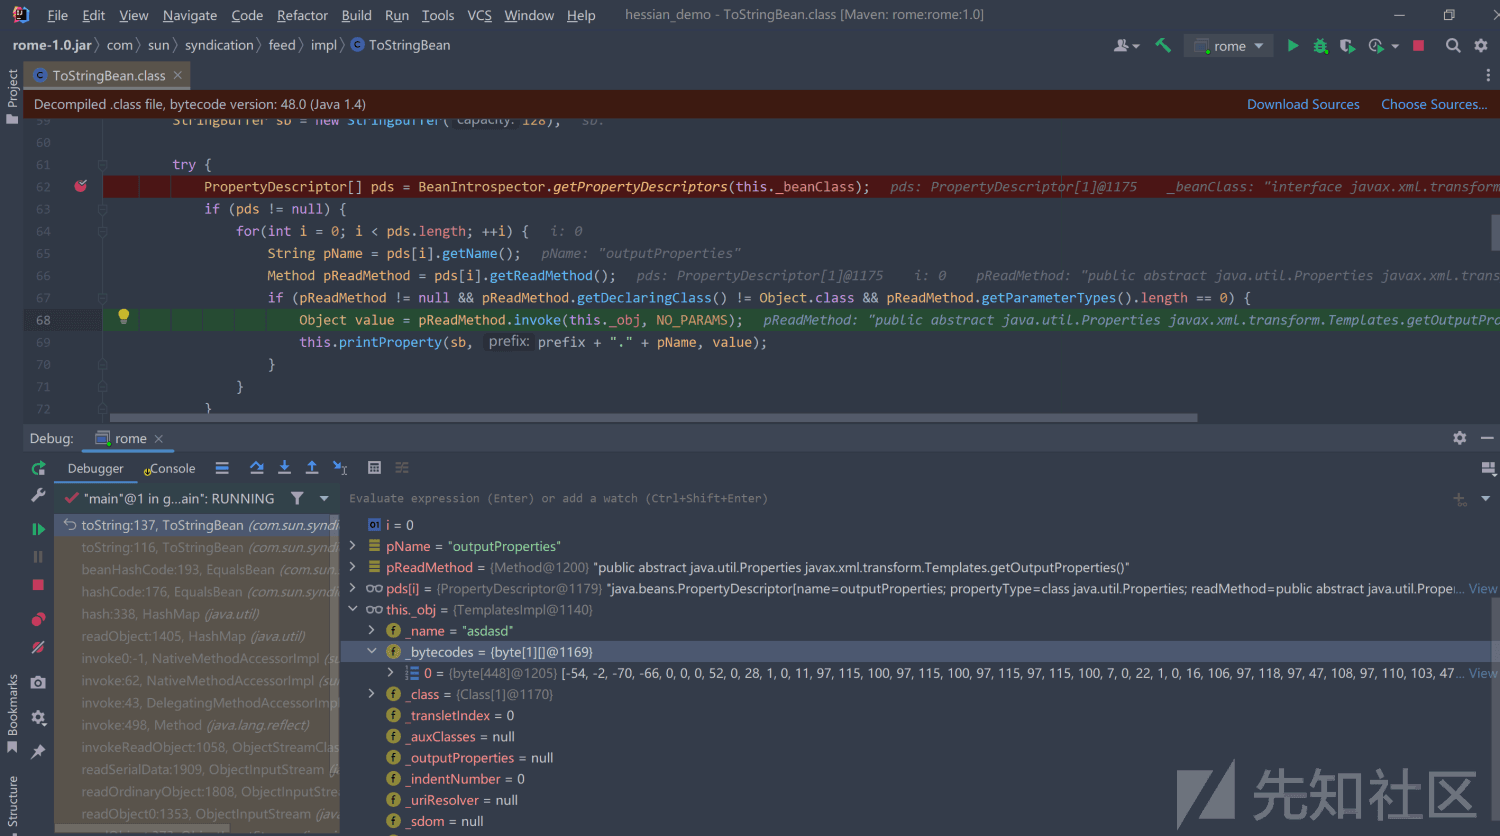 File Edit View Navigate Code Refactor Build Run Tools VCS Window Help hessian_demo - ToStringBean.class [Maven: rome:rome:1.0]
rome-1.0.jar com sun syndication feed impl ToStringBean rome
ToStringBean.class
Decompiled .class file, bytecode version: 48.0 (Java 1.4) Download Sources Choose Sources...
59 StringBuffer sb = new StringBuffer( capacity: 128); sb:
60
61 try {
62 PropertyDescriptor[] pds = BeanIntrospector.getPropertyDescriptors(this._beanClass); pds: PropertyDescriptor[1]@1175 _beanClass: "interface javax.xml.transform
63 if (pds != null) {
64 for(int i = 0; i < pds.length; ++i) { i: 0
65 String pName = pds[i].getName(); pName: "outputProperties"
66 Method pReadMethod = pds[i].getReadMethod(); pds: PropertyDescriptor[1]@1175 i: 0 pReadMethod: "public abstract java.util.Properties javax.xml.trans
67 if (pReadMethod != null && pReadMethod.getDeclaringClass() != Object.class && pReadMethod.getParameterTypes().length == 0) {
68 Object value = pReadMethod.invoke(this._obj, NO_PARAMS); pReadMethod: "public abstract java.util.Properties javax.xml.transform.Templates.getOutputPro
69 this.printProperty(sb, prefix: prefix + "." + pName, value);
70 }
71 }
72 }
Debug: rome
Debugger Console
"main"@1 in g...ain": RUNNING
Evaluate expression (Enter) or add a watch (Ctrl+Shift+Enter)
toString:137, ToStringBean (com.sun.syndi
toString:116, ToStringBean (com.sun.syndi
beanHashCode:193, EqualsBean (com.sun.
hashCode:176, EqualsBean (com.sun.syndi
hash:338, HashMap (java.util)
readObject:1405, HashMap (java.util)
invoke0:-1, NativeMethodAccessorImpl (su
invoke:62, NativeMethodAccessorImpl (su
invoke:43, DelegatingMethodAccessorImpl
invoke:498, Method (java.lang.reflect)
invokeReadObject:1058, ObjectStreamClas
readSerialData:1909, ObjectInputStream
readOrdinaryObject:1808, ObjectInputStre
readObject0:1353, ObjectInputStream
i = 0
pName = "outputProperties"
pReadMethod = {Method@1200} "public abstract java.util.Properties javax.xml.transform.Templates.getOutputProperties()"
pds[i] = {PropertyDescriptor@1179} "java.beans.PropertyDescriptor[name=outputProperties; propertyType=class java.util.Properties; readMethod=public abstract java.util.Proper... View
this._obj = {TemplatesImpl@1140}
_name = "asdasd"
_bytecodes = {byte[1][]@1169}
0 = {byte[448]@1205} [-54, -2, -70, -66, 0, 0, 0, 52, 0, 28, 1, 0, 11, 97, 115, 100, 97, 115, 100, 97, 115, 97, 115, 100, 7, 0, 22, 1, 0, 16, 106, 97, 118, 97, 47, 108, 97, 110, 103, 47... View
_class = {Class[1]@1170}
_transletIndex = 0
_auxClasses = null
_outputProperties = null
_indentNumber = 0
_uriResolver = null
_sdom = null
Project
Bookmarks
Structure
先知社区